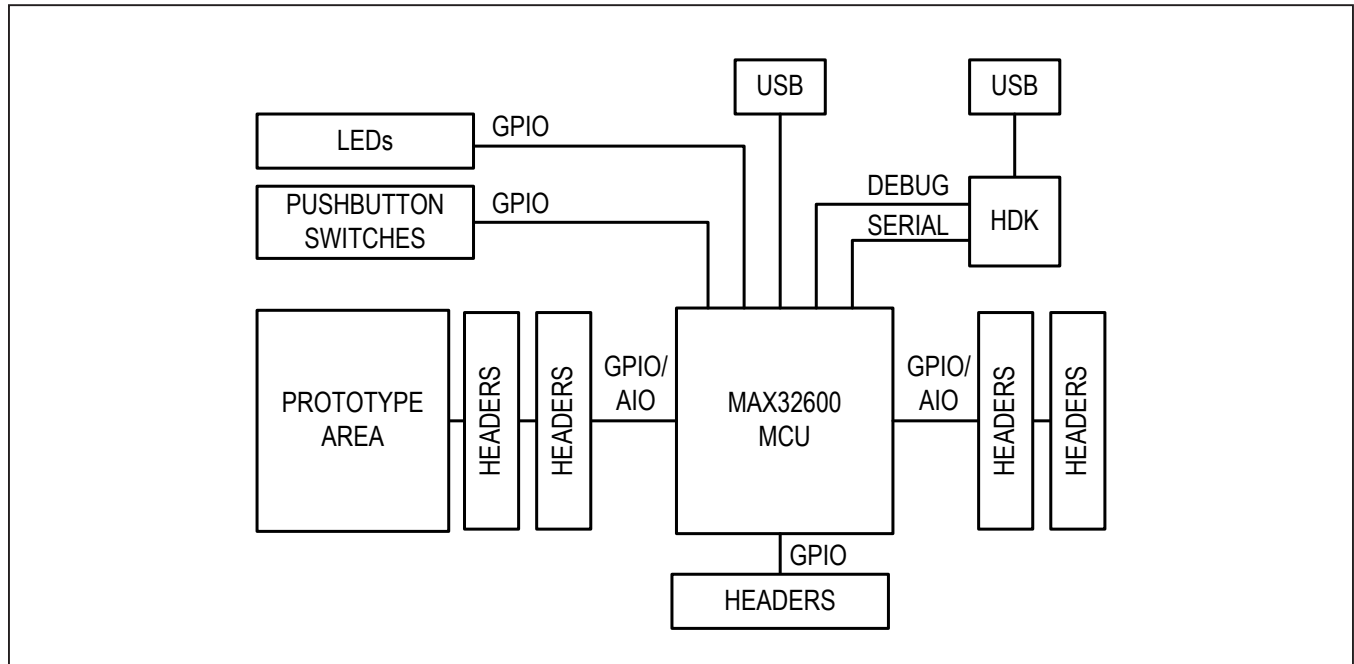 USB
USB
LEDs
GPIO
PUSHBUTTON
SWITCHES
GPIO
DEBUG
SERIAL
HDK
PROTOTYPE
AREA
HEADERS
HEADERS
GPIO/
AIO
MAX32600
MCU
GPIO/
AIO
HEADERS
HEADERS
GPIO
HEADERS